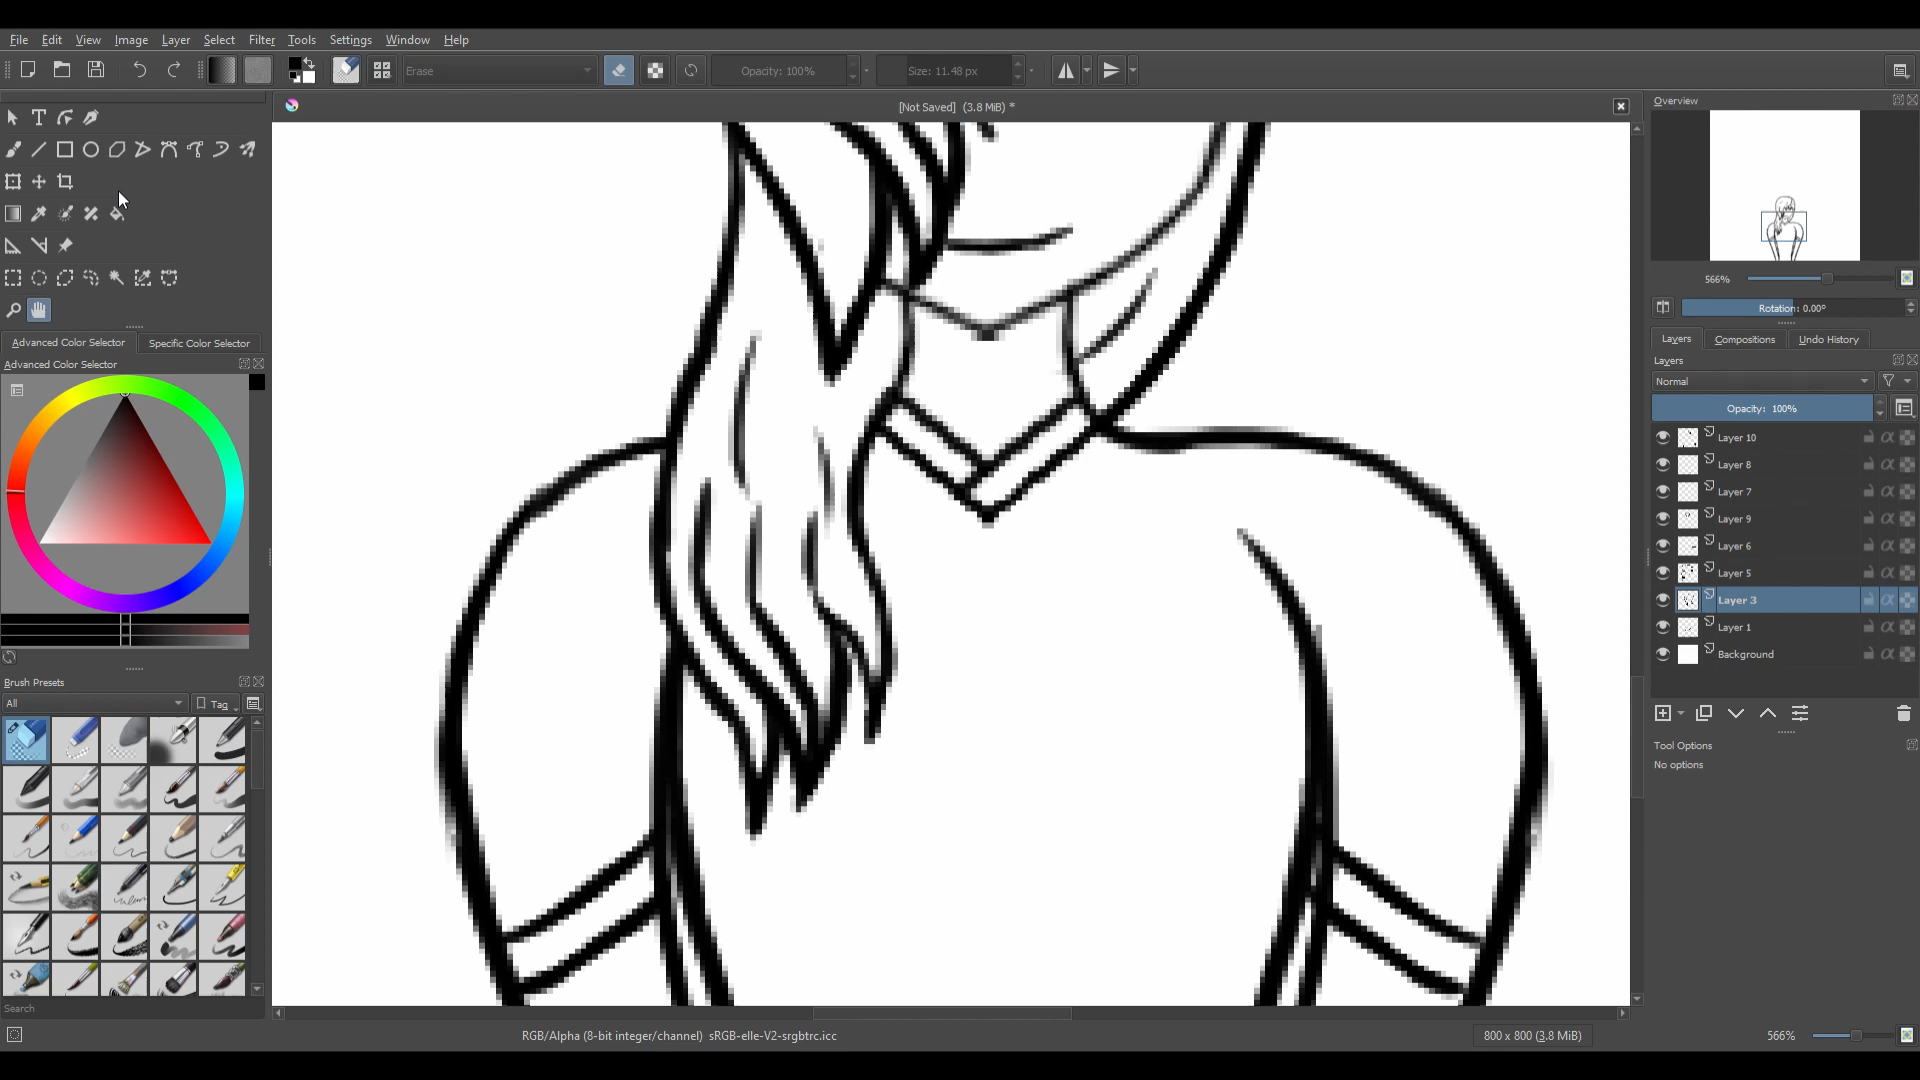 File Edit View Image Layer Select Filter Tools Settings Window Help
Erase Opacity: 100% Size: 11.48 px
[Not Saved] (3.8 MiB) *
Overview
566%
Rotation: 0.00°
Advanced Color Selector Specific Color Selector
Advanced Color Selector
Brush Presets
All Tag
Search
Layers Compositions Undo History
Layers
Normal
Opacity: 100%
Layer 10
Layer 8
Layer 7
Layer 9
Layer 6
Layer 5
Layer 3
Layer 1
Background
Tool Options
No options
RGB/Alpha (8-bit integer/channel) sRGB-elle-V2-srgbtrc.icc
800 x 800 (3.8 MiB)
566%